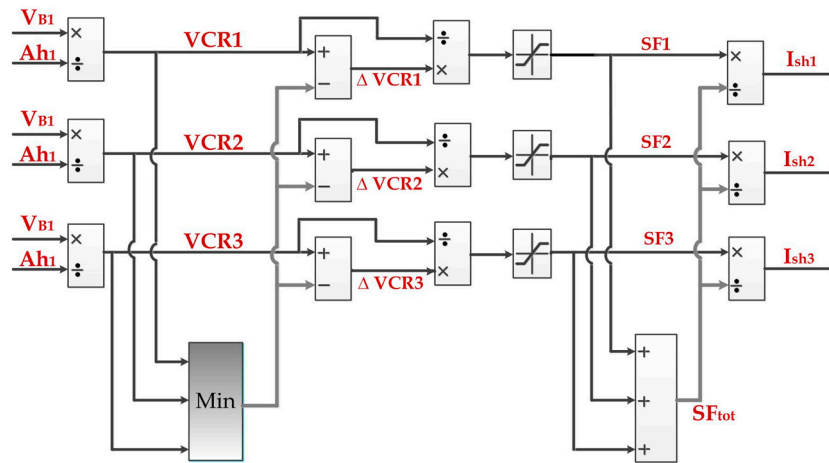 VB1 × VCR1 ÷ SF1 × Ish1
Ah1 ÷ + × ÷
− Δ VCR1
VB1 × VCR2 ÷ SF2 × Ish2
Ah1 ÷ + × ÷
− Δ VCR2
VB1 × VCR3 ÷ SF3 × Ish3
Ah1 ÷ + × ÷
− Δ VCR3
Min + SFtot
+
+